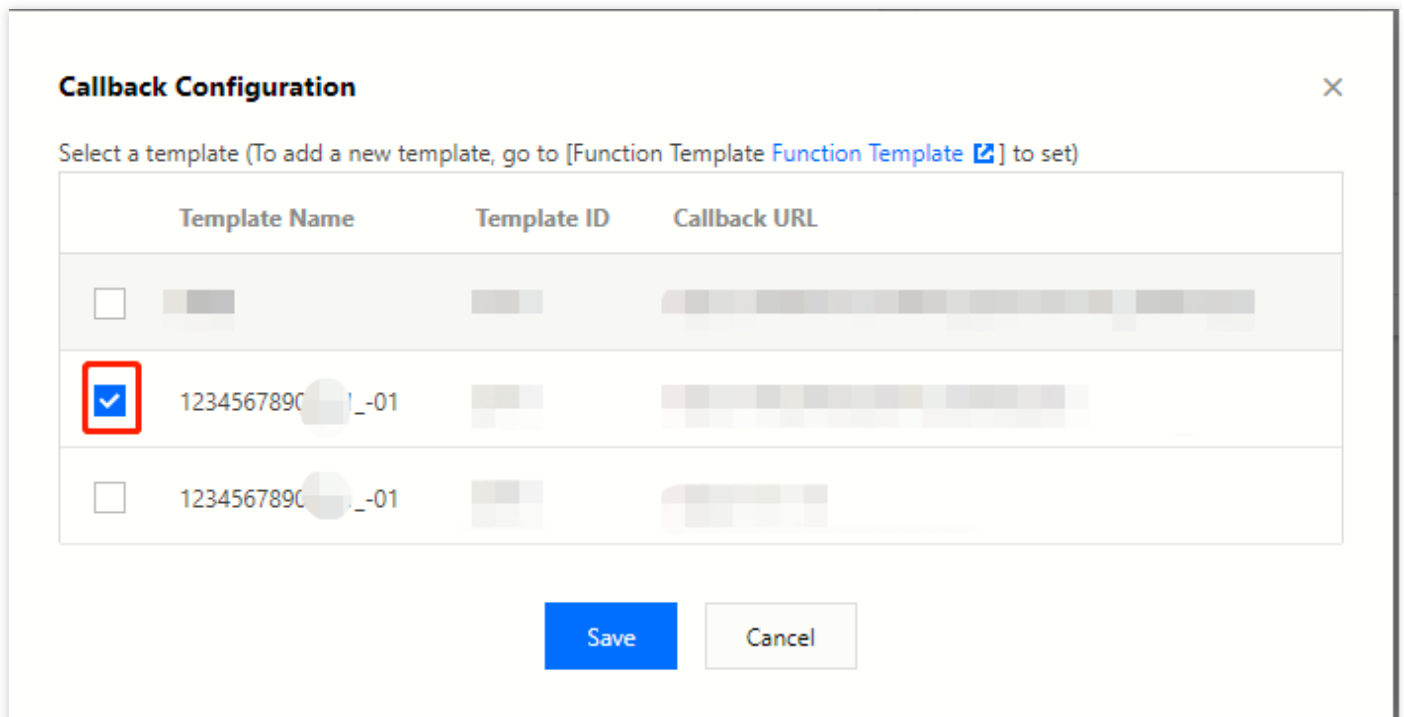 Callback Configuration
Select a template (To add a new template, go to [Function Template Function Template ] to set)
Template Name Template ID Callback URL
1234567890 _-01
1234567890 _-01
Save Cancel